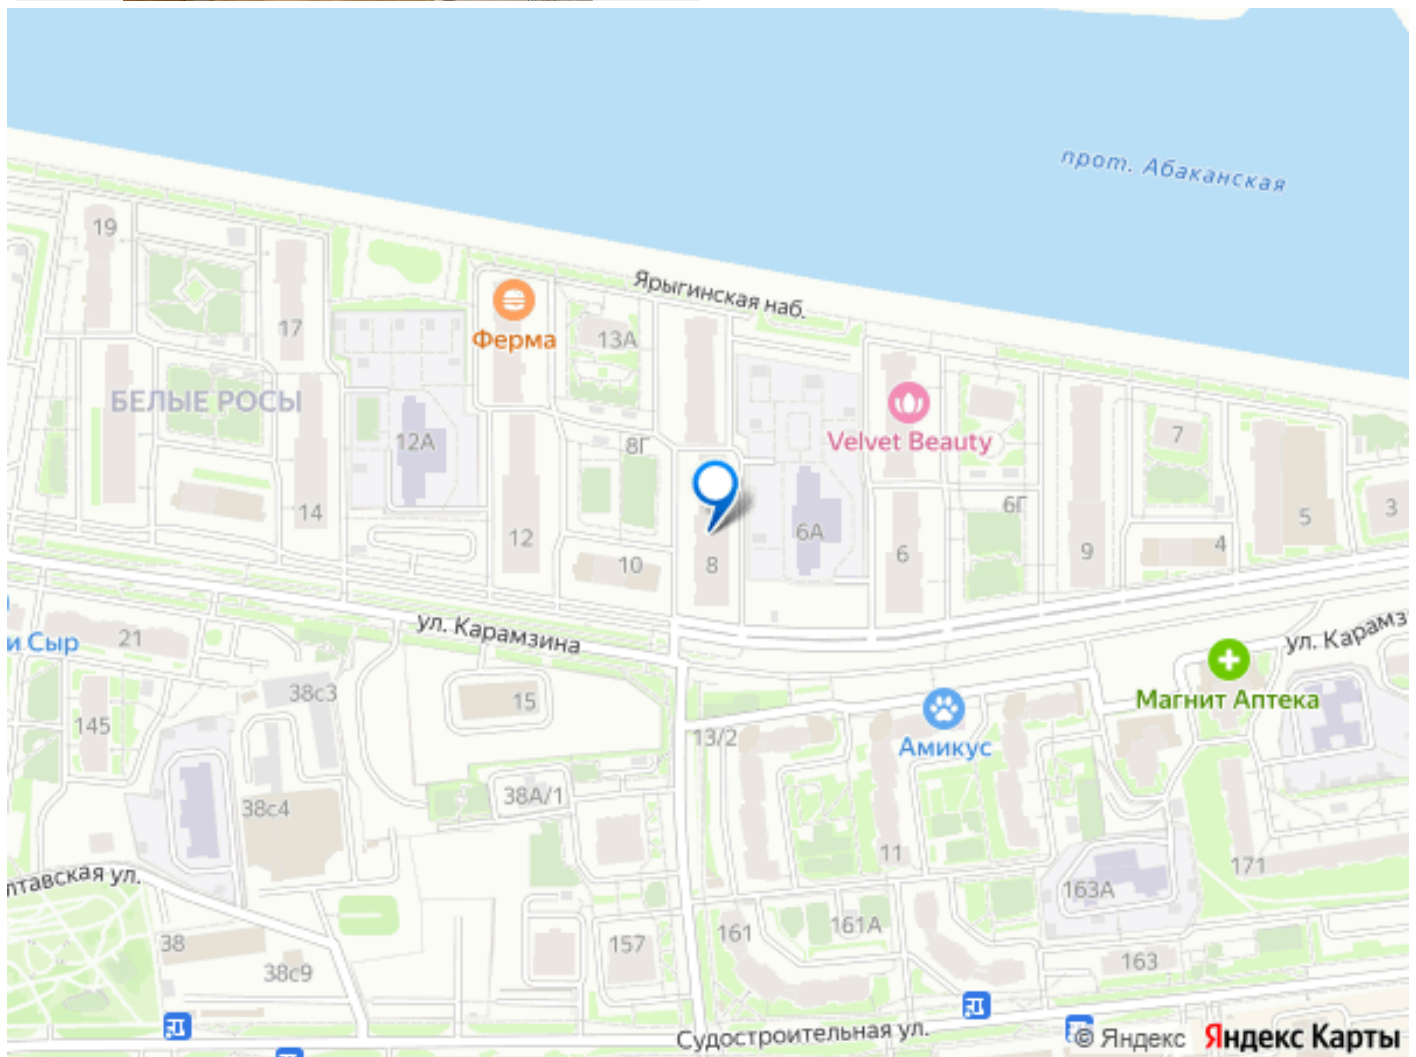 прот. Абаканская
19
Ярыгинская наб.
17
Ферма
13А
БЕЛЫЕ РОСЫ
12А
8Г
Velvet Beauty
7
14
12
10
8
6А
6
6Г
9
4
5
3
ул. Карамзина
и Сыр
21
ул. Карамз
38с3
15
145
Магнит Аптека
13/2
Амикус
38А/1
38с4
11
171
лтавская ул.
163А
38
157
161
161А
163
38с9
Судостроительная ул.
© Яндекс Яндекс Карты